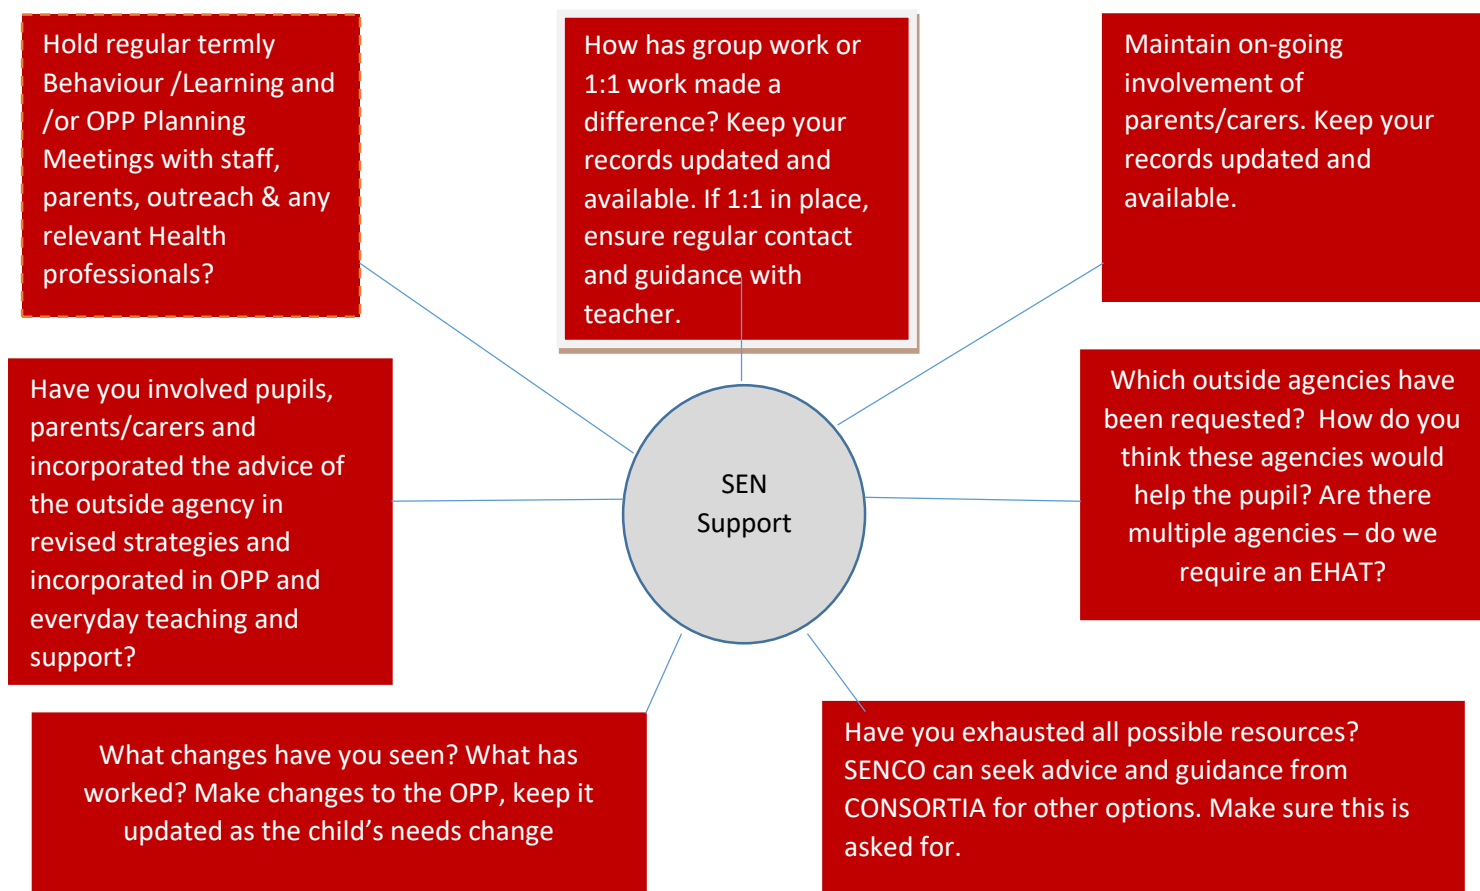 Hold regular termly
Behaviour /Learning and
/or OPP Planning
Meetings with staff,
parents, outreach & any
relevant Health
professionals?
How has group work or
1:1 work made a
difference? Keep your
records updated and
available. If 1:1 in place,
ensure regular contact
and guidance with
teacher.
Maintain on-going
involvement of
parents/carers. Keep your
records updated and
available.
Have you involved pupils,
parents/carers and
incorporated the advice of
the outside agency in
revised strategies and
incorporated in OPP and
everyday teaching and
support?
SEN
Support
Which outside agencies have
been requested?  How do you
think these agencies would
help the pupil? Are there
multiple agencies – do we
require an EHAT?
What changes have you seen? What has
worked? Make changes to the OPP, keep it
updated as the child’s needs change
Have you exhausted all possible resources?
SENCO can seek advice and guidance from
CONSORTIA for other options. Make sure this is
asked for.